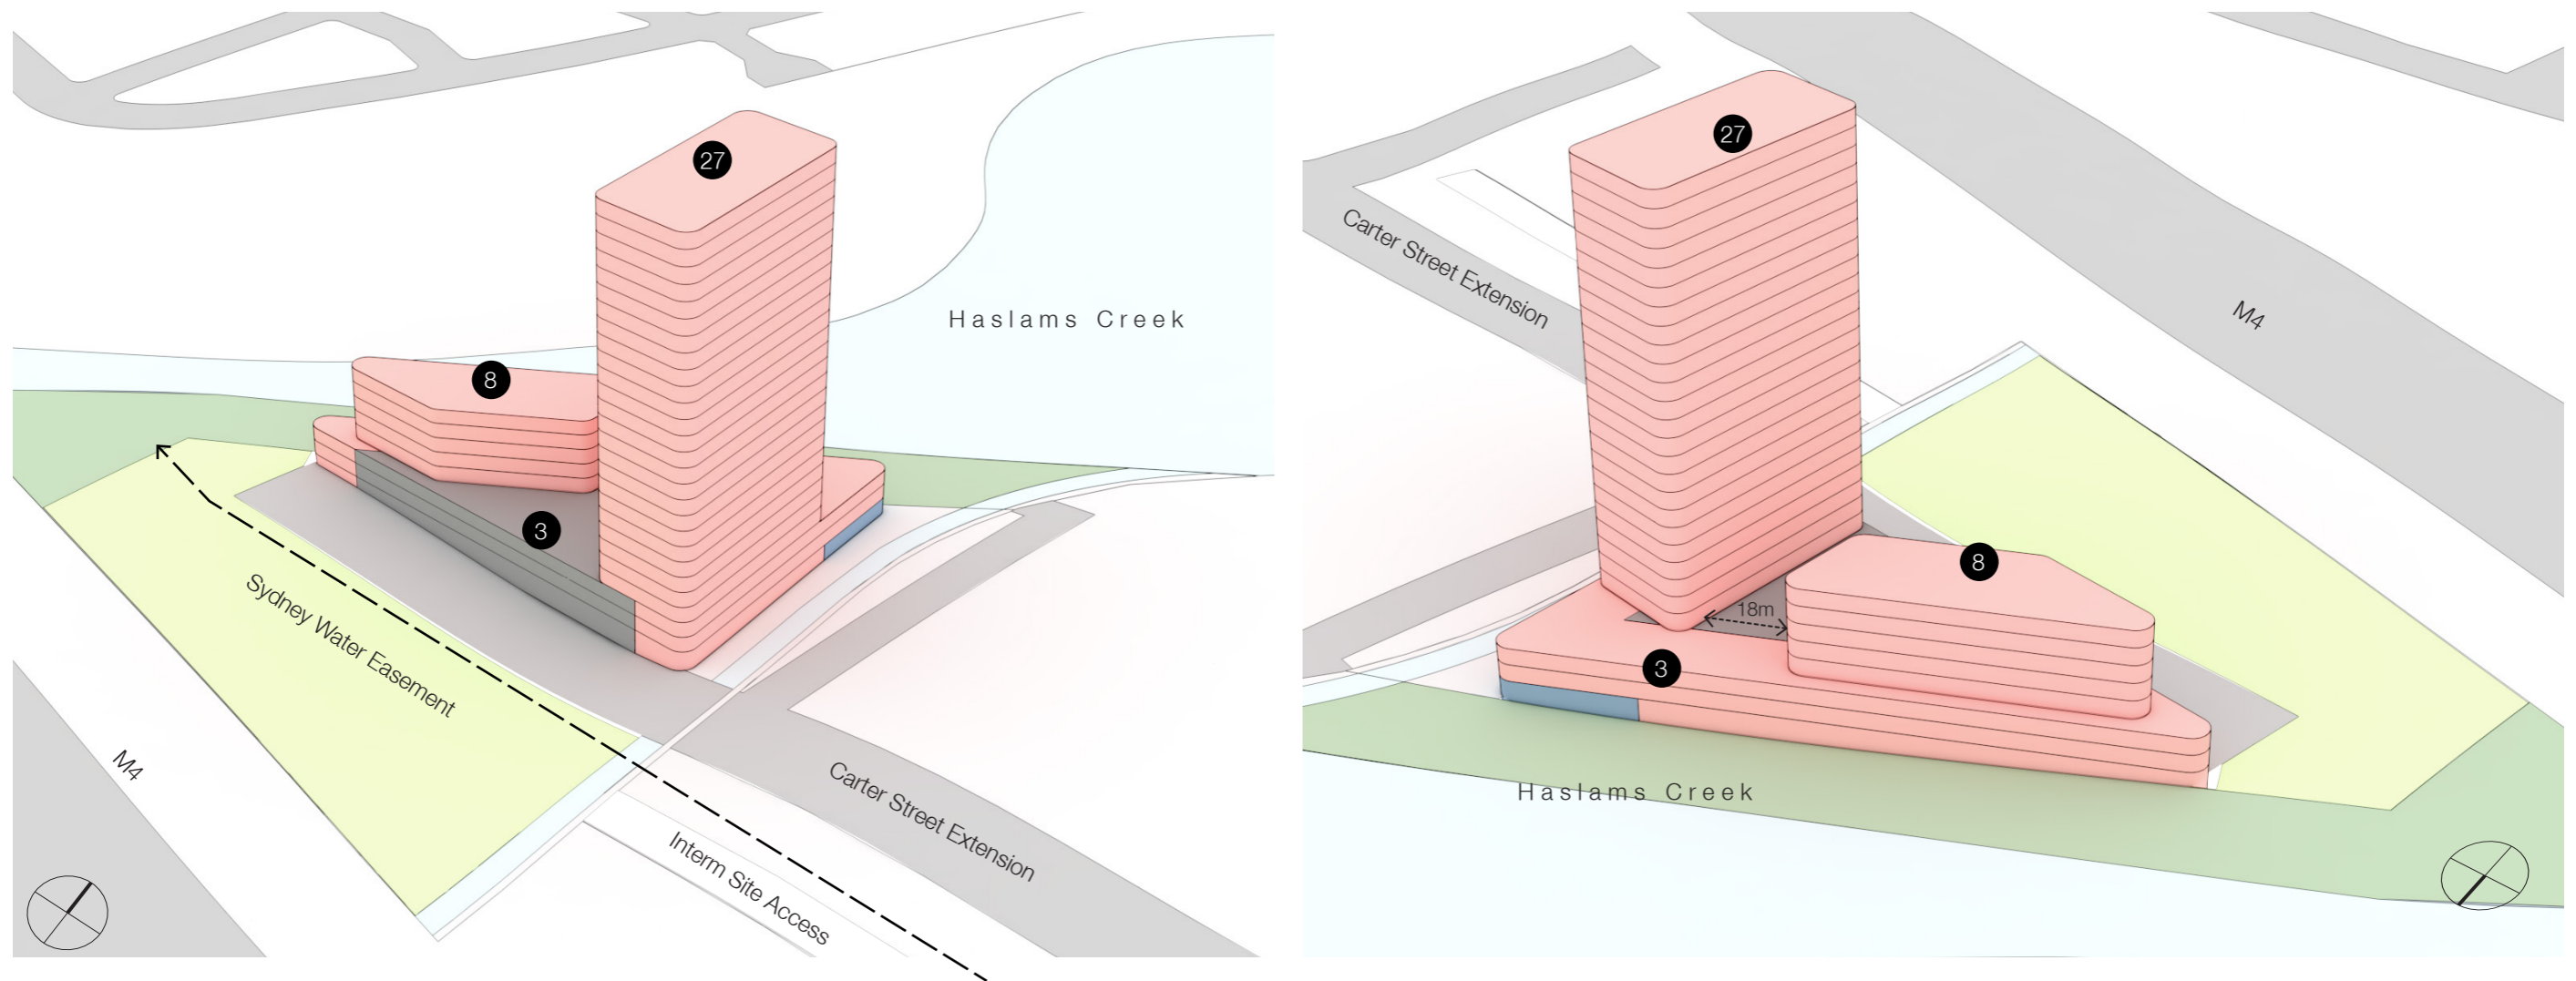 27
Haslams Creek
8
3
Sydney Water Easement
M4
Carter Street Extension
Interm Site Access
27
Carter Street Extension
M4
8
18m
3
Haslams Creek